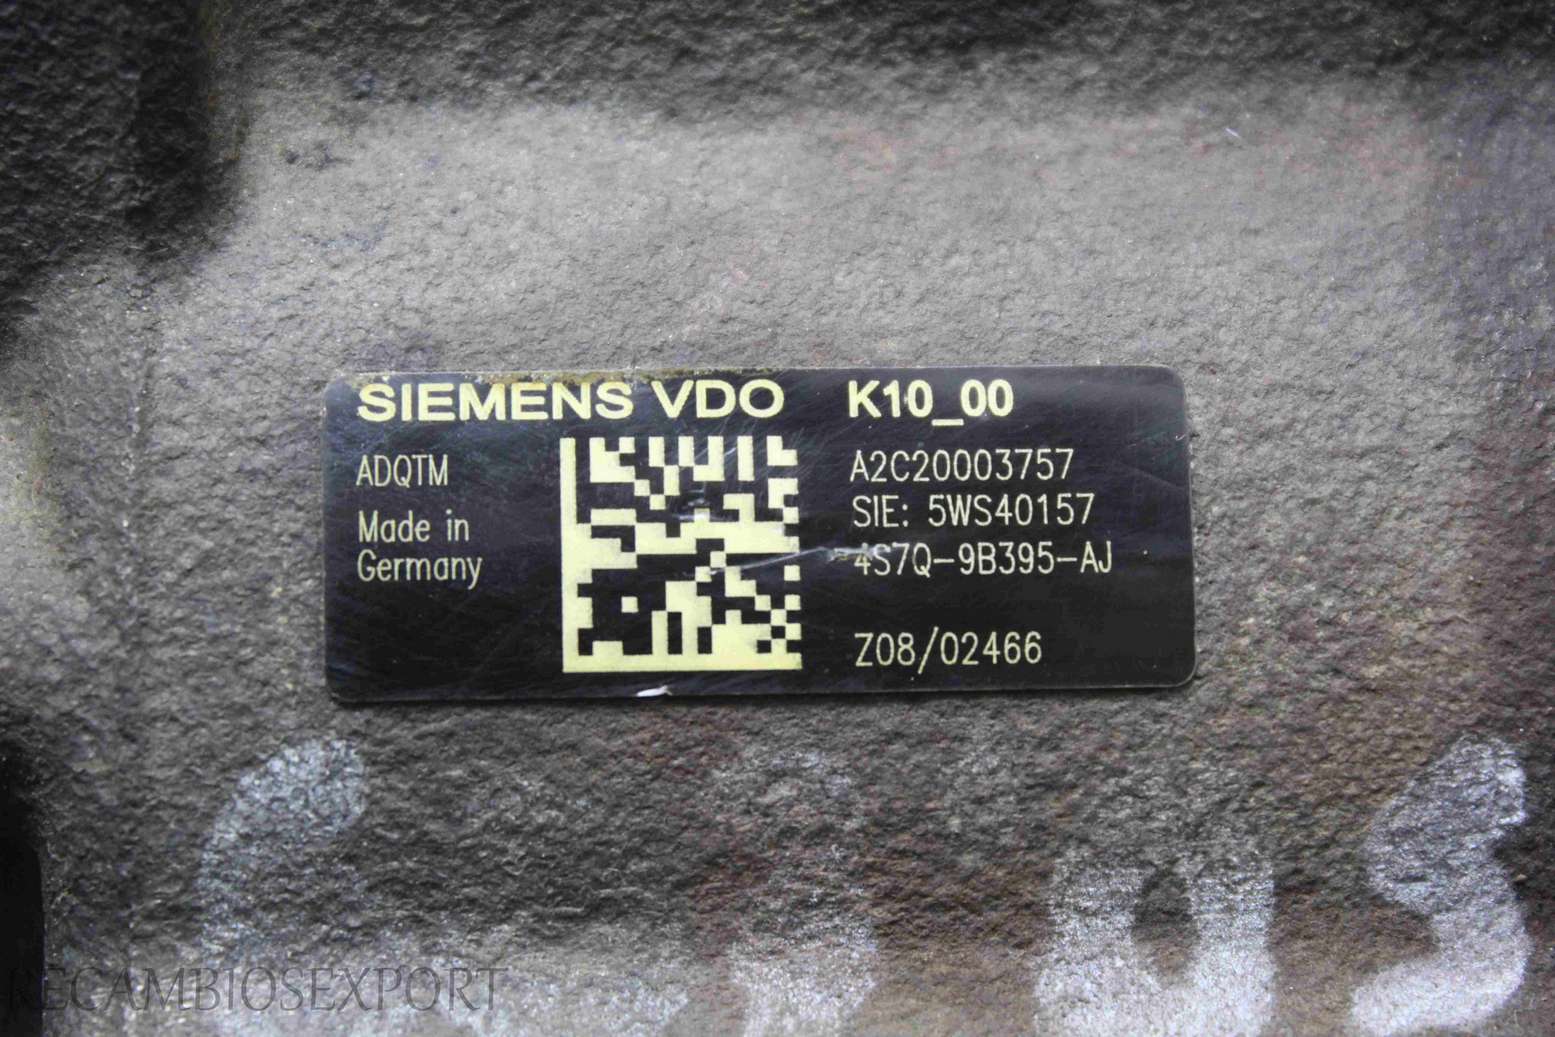 SIEMENS VDO K10_00
ADQTM
Made in
Germany
A2C20003757
SIE: 5WS40157
4S7Q-9B395-AJ
Z08/02466
RECAMBIOSEXPORT